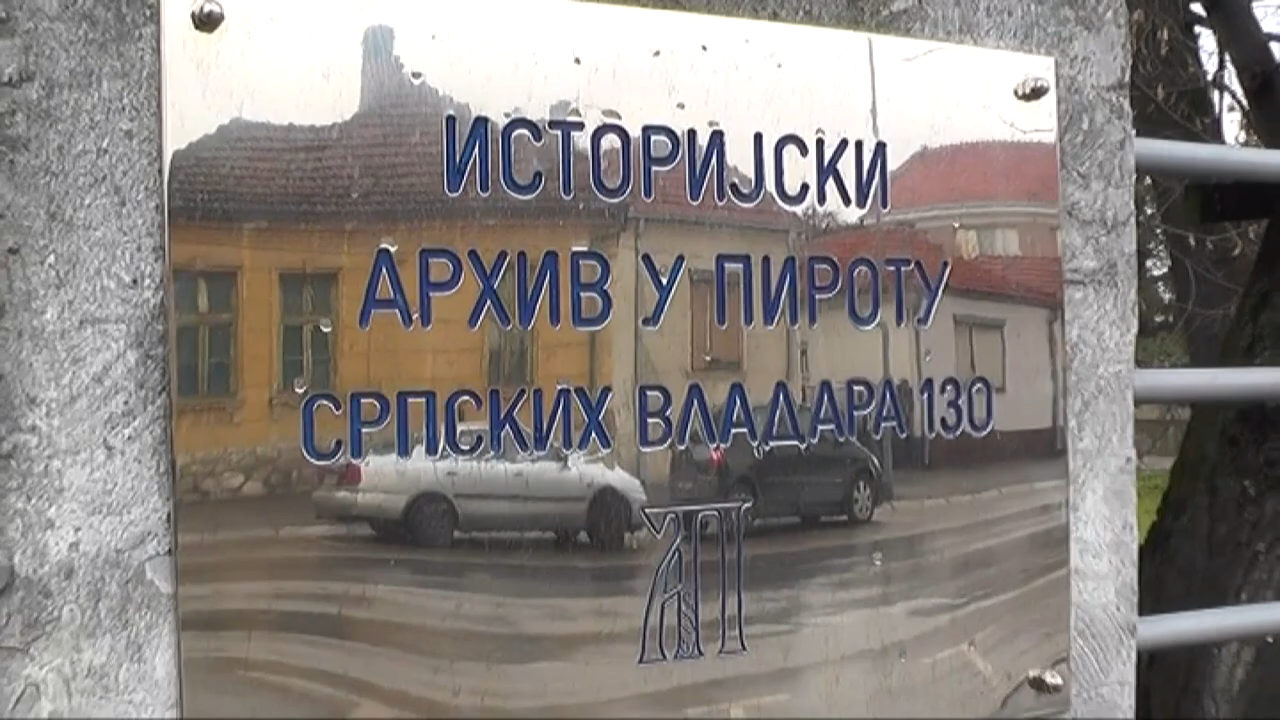 ИСТОРИЈСКИ
АРХИВ У ПИРОТУ
СРПСКИХ ВЛАДАРА 130
АП